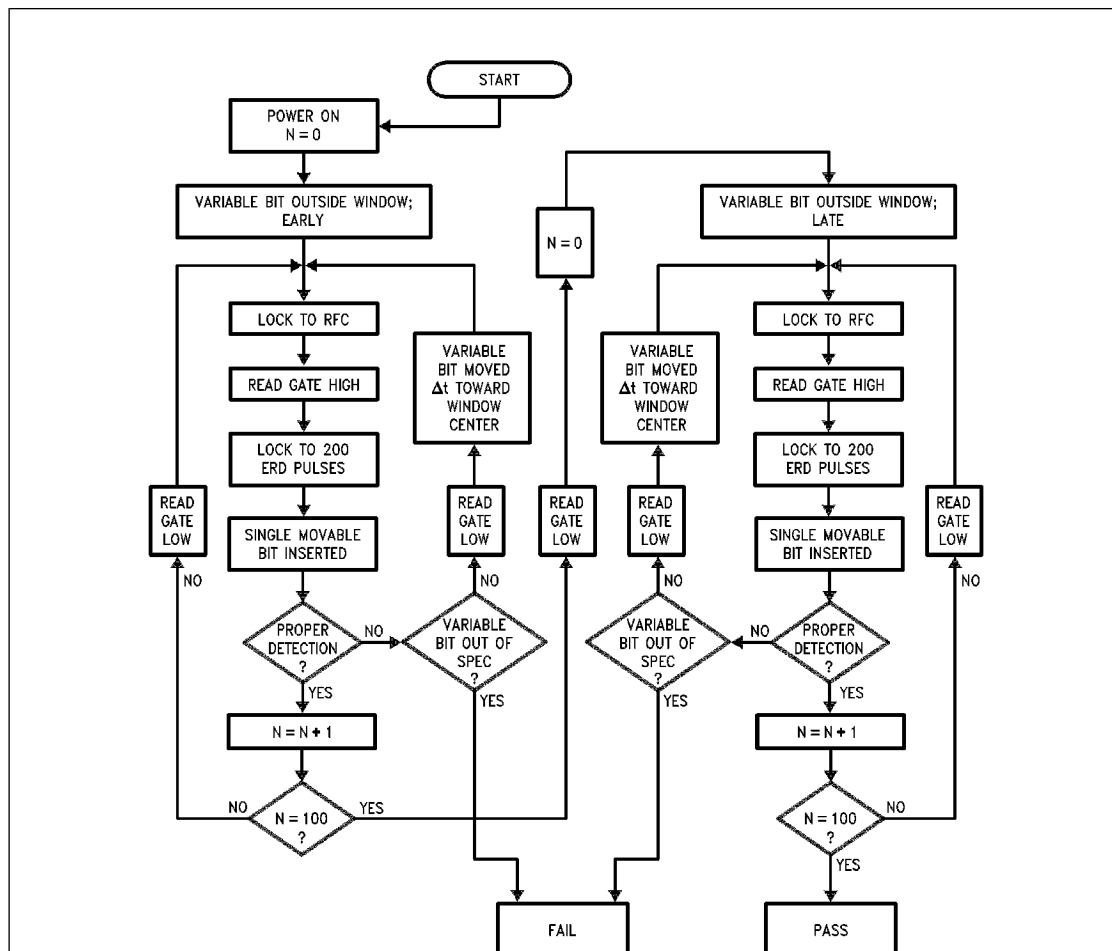 START
POWER ON
N = 0
VARIABLE BIT OUTSIDE WINDOW;
EARLY
LOCK TO RFC
READ GATE HIGH
LOCK TO 200
ERD PULSES
SINGLE MOVABLE
BIT INSERTED
READ
GATE
LOW
NO
PROPER
DETECTION
?
NO
YES
N = N + 1
N = 100
?
NO
YES
VARIABLE
BIT MOVED
Δt TOWARD
WINDOW
CENTER
READ
GATE
LOW
NO
VARIABLE
BIT OUT OF
SPEC
?
YES
READ
GATE
LOW
N = 0
VARIABLE BIT OUTSIDE WINDOW;
LATE
LOCK TO RFC
READ GATE HIGH
LOCK TO 200
ERD PULSES
SINGLE MOVABLE
BIT INSERTED
PROPER
DETECTION
?
NO
YES
VARIABLE
BIT MOVED
Δt TOWARD
WINDOW
CENTER
READ
GATE
LOW
NO
VARIABLE
BIT OUT OF
SPEC
?
YES
N = N + 1
N = 100
?
NO
YES
READ
GATE
LOW
NO
FAIL
PASS